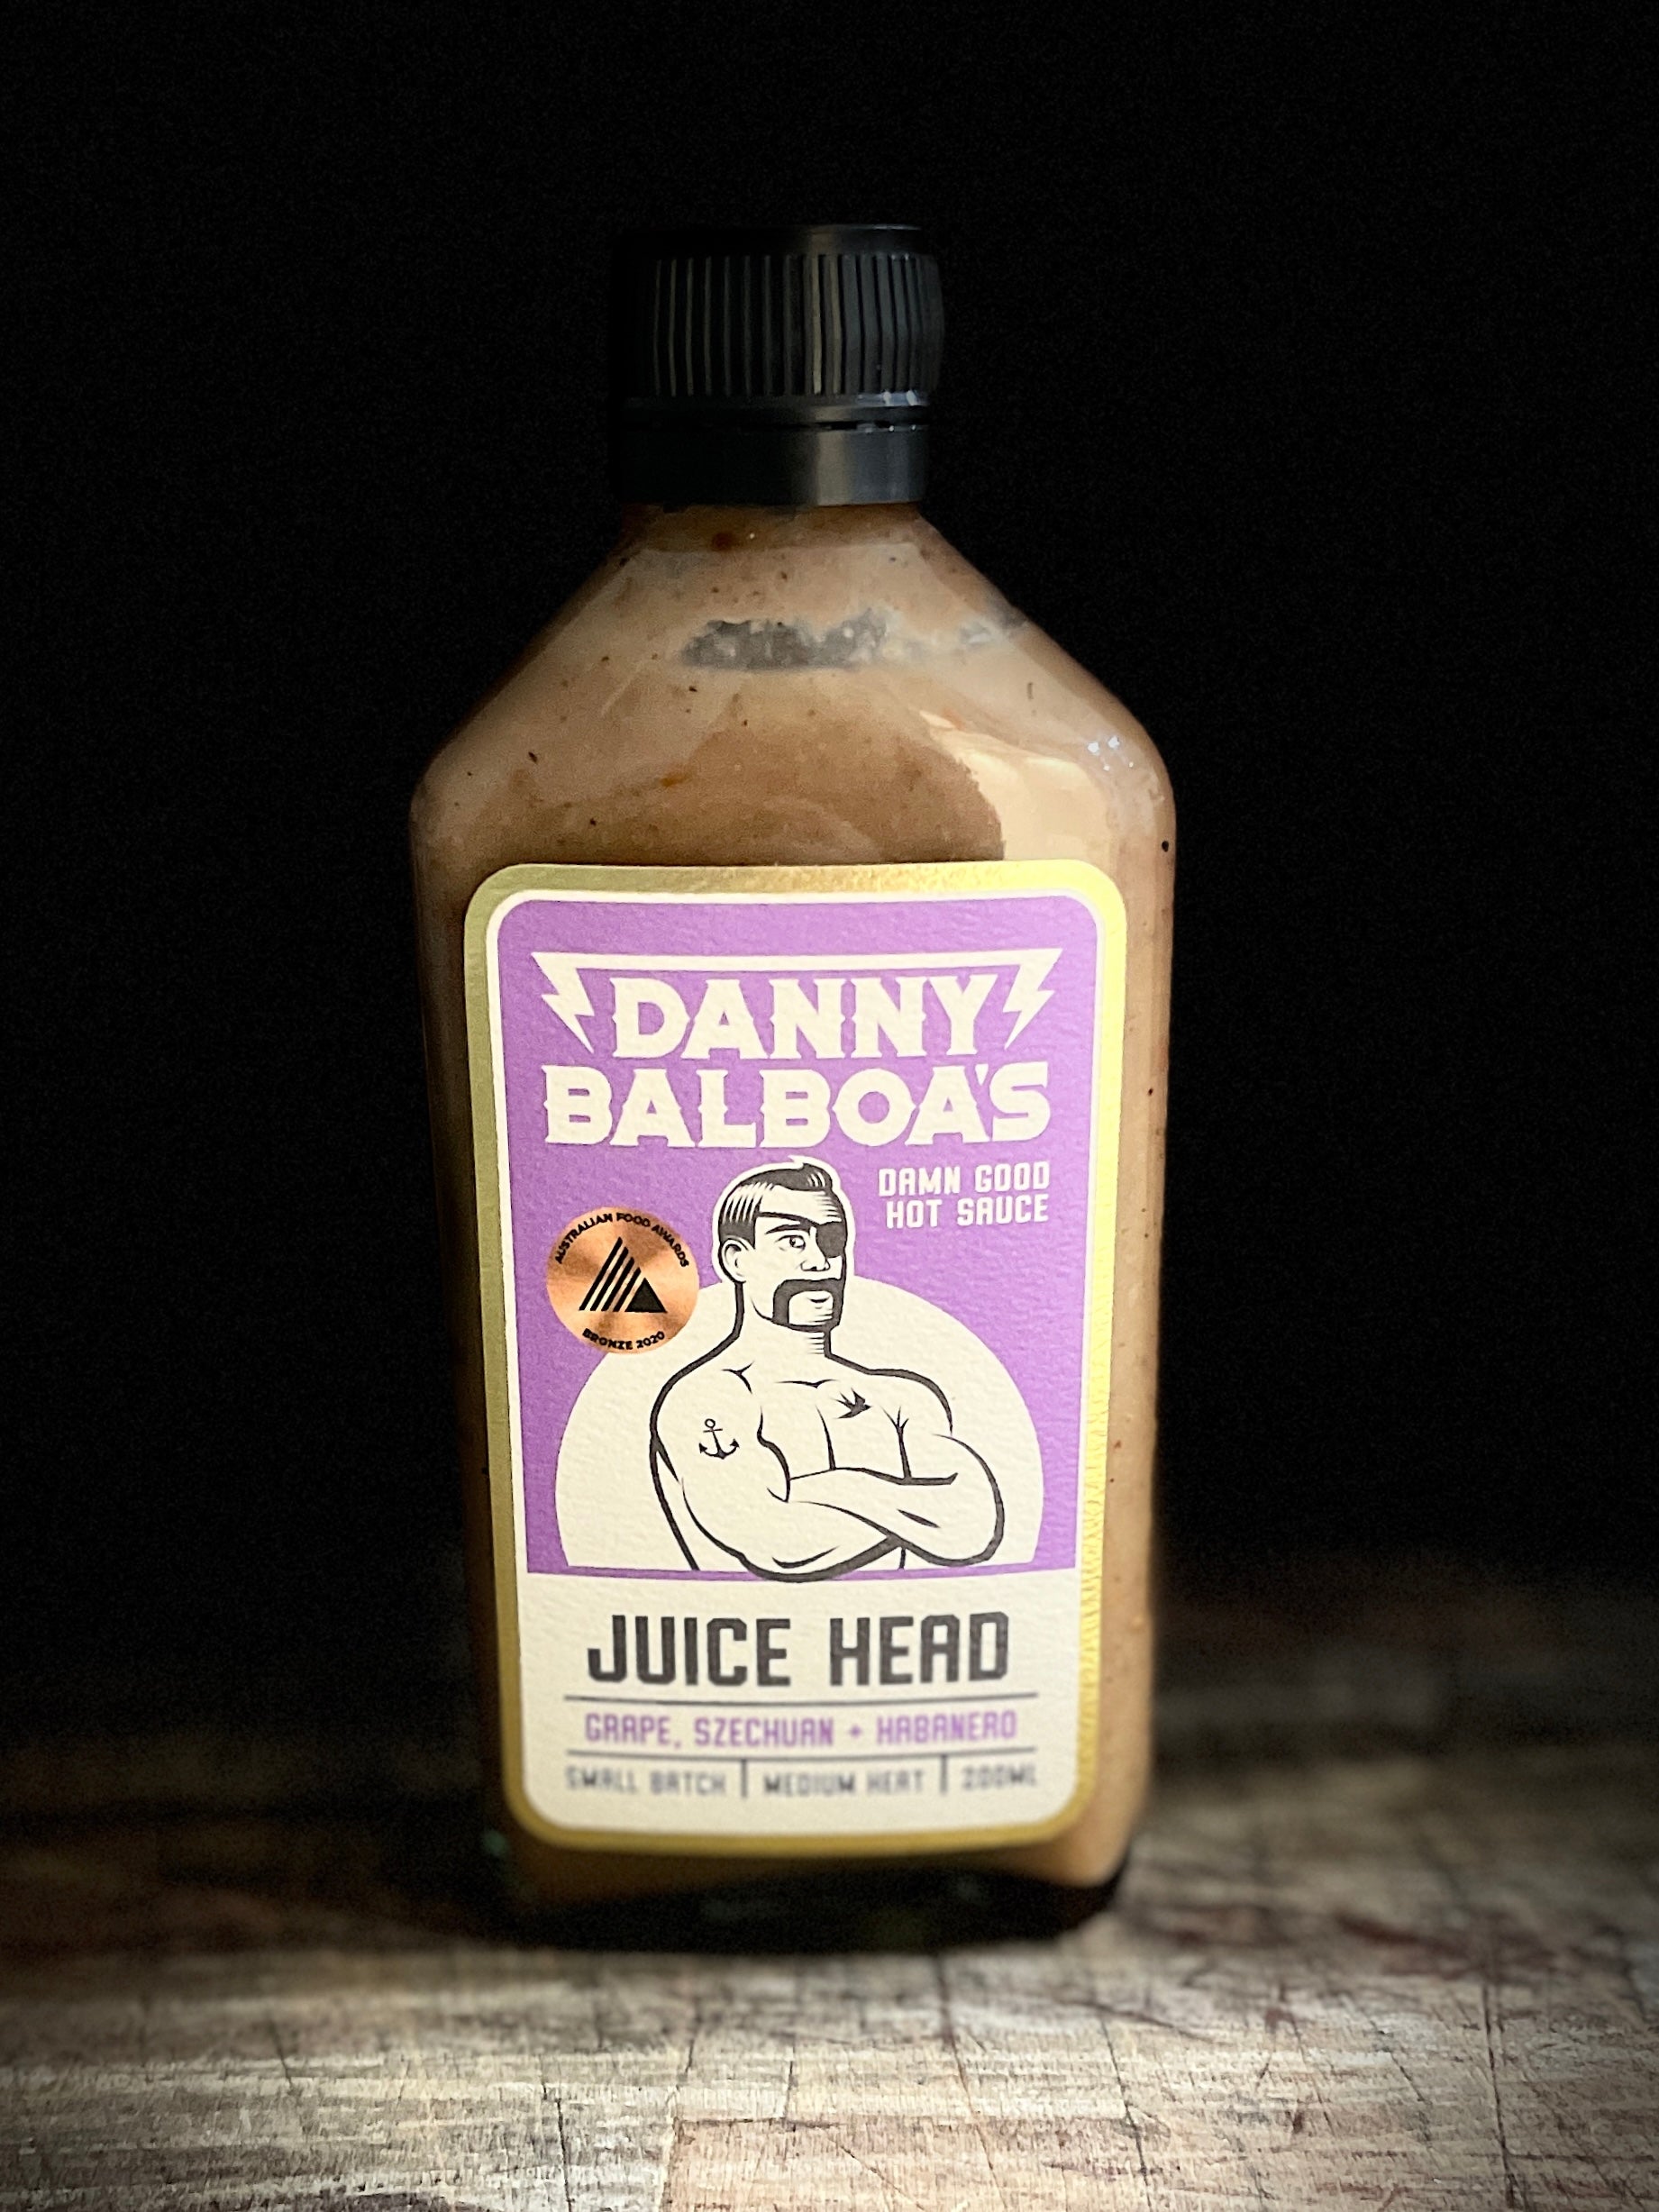 DANNY
BALBOA'S
DAMN GOOD
HOT SAUCE
AUSTRALIAN FOOD AWARDS
BRONZE 2020
JUICE HEAD
GRAPE, SZECHUAN + HABANERO
SMALL BATCH | MEDIUM HEAT | 200ML